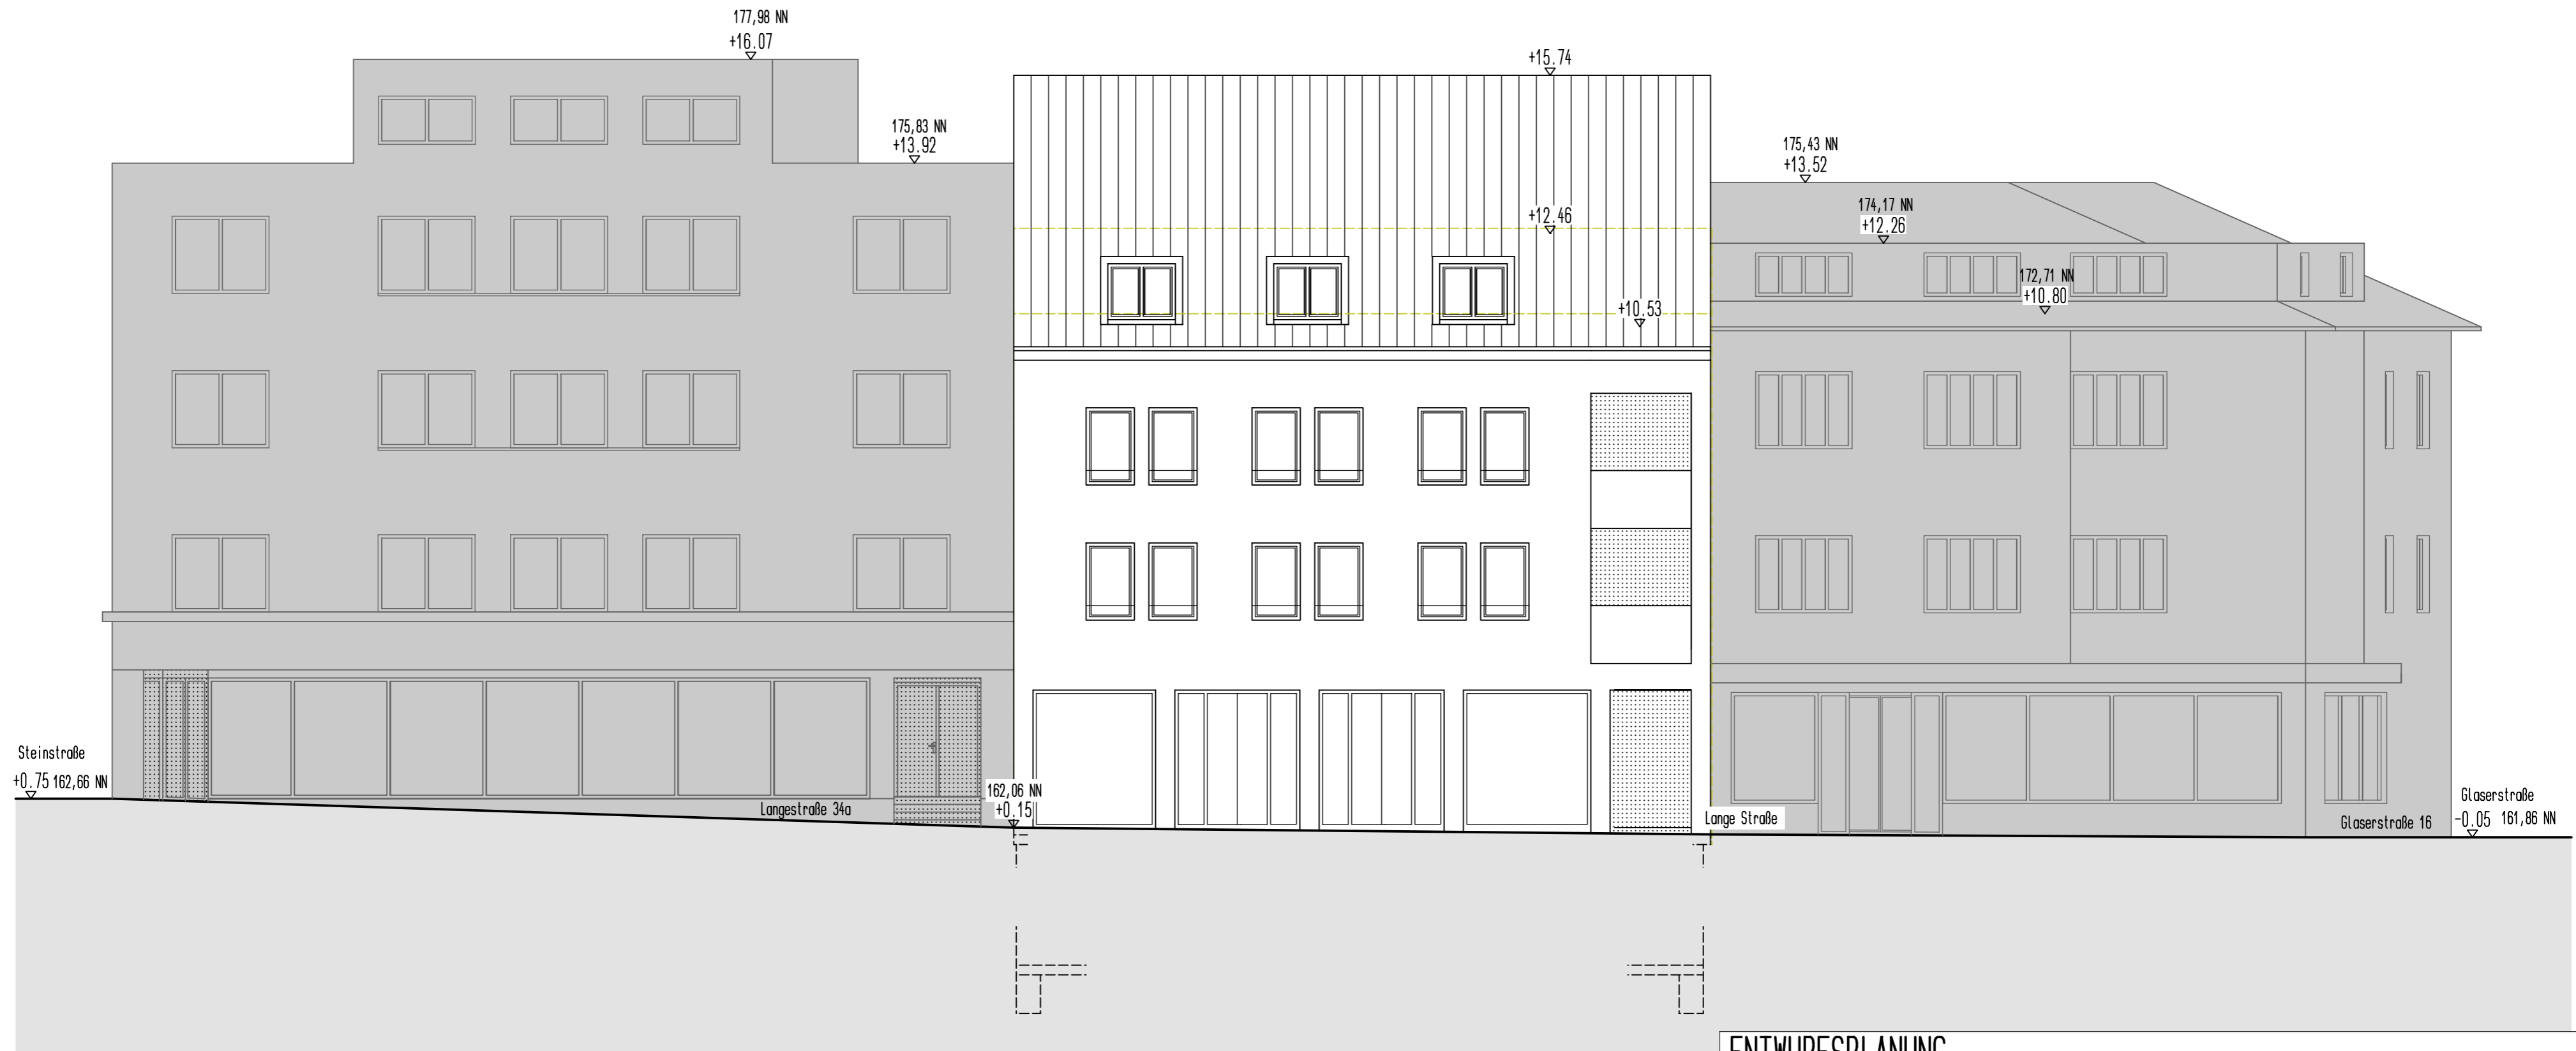 177,98 NN
+16.07
+15.74
175,83 NN
+13.92
175,43 NN
+13.52
174,17 NN
+12.26
+12.46
172,71 NN
+10.80
+10.53
Steinstraße
+0.75 162,66 NN
Langestraße 34a
162,06 NN
+0.15
Lange Straße
Glaserstraße 16
Glaserstraße
-0.05 161,86 NN
ENTWURFSPLANUNG